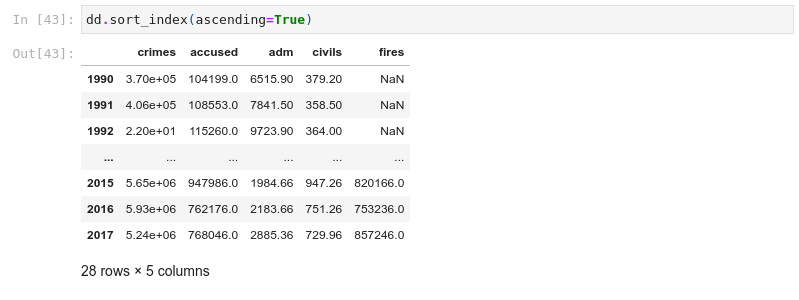 In [43]: dd.sort_index(ascending=True)
Out[43]:
crimes accused adm civils fires
1990 3.70e+05 104199.0 6515.90 379.20 NaN
1991 4.06e+05 108553.0 7841.50 358.50 NaN
1992 2.20e+01 115260.0 9723.90 364.00 NaN
... ... ... ... ... ...
2015 5.65e+06 947986.0 1984.66 947.26 820166.0
2016 5.93e+06 762176.0 2183.66 751.26 753236.0
2017 5.24e+06 768046.0 2885.36 729.96 857246.0
28 rows × 5 columns